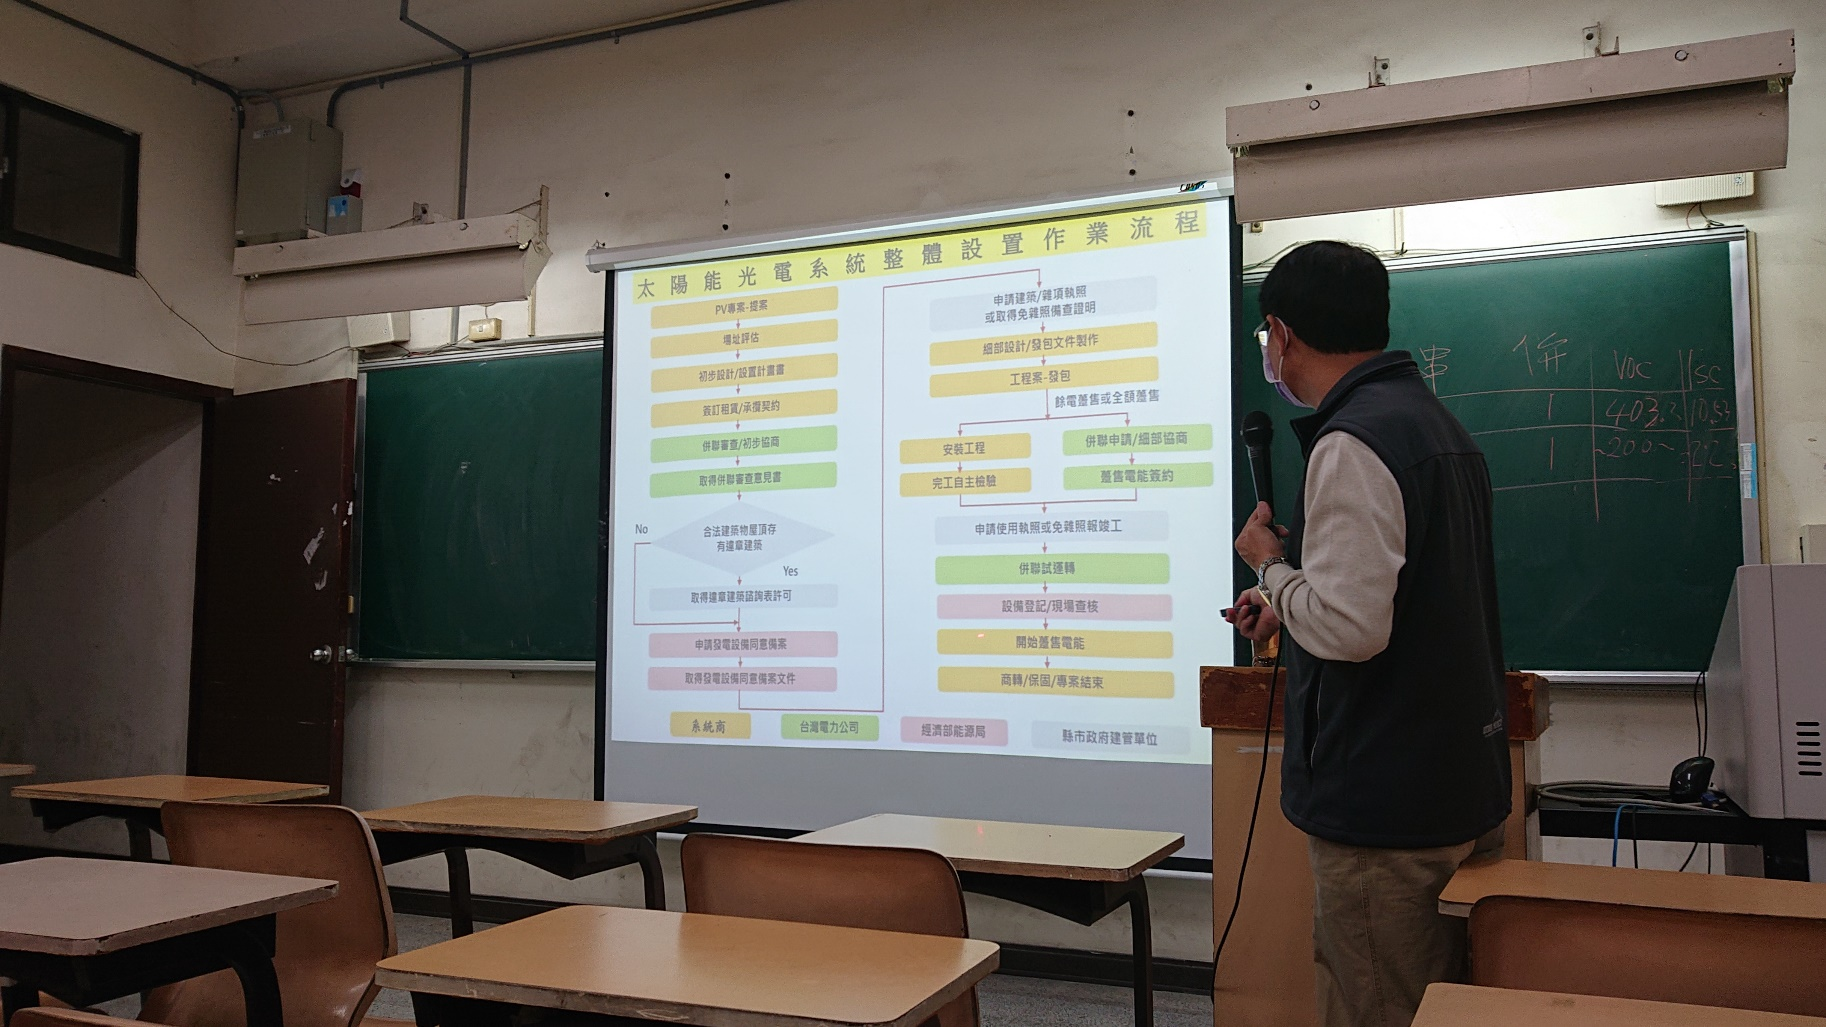 太陽能光電系統整體設置作業流程
PV專案-提案
場址評估
初步設計/設置計畫書
簽訂租賃/承攬契約
併聯審查/初步協商
取得併聯審查意見書
No
合法建築物屋頂存
有違章建築
Yes
取得違章建築諮詢表許可
申請發電設備同意備案
取得發電設備同意備案文件
申請建築/雜項執照
或取得免雜照備查證明
細部設計/發包文件製作
工程案-發包
餘電躉售或全額躉售
安裝工程
併聯申請/細部協商
完工自主檢驗
躉售電能簽約
申請使用執照或免雜照報竣工
併聯試運轉
設備登記/現場查核
開始躉售電能
商轉/保固/專案結束
系統商
台灣電力公司
經濟部能源局
縣市政府建管單位
串 併 VOC ISC
1 403.2
1 ~200~